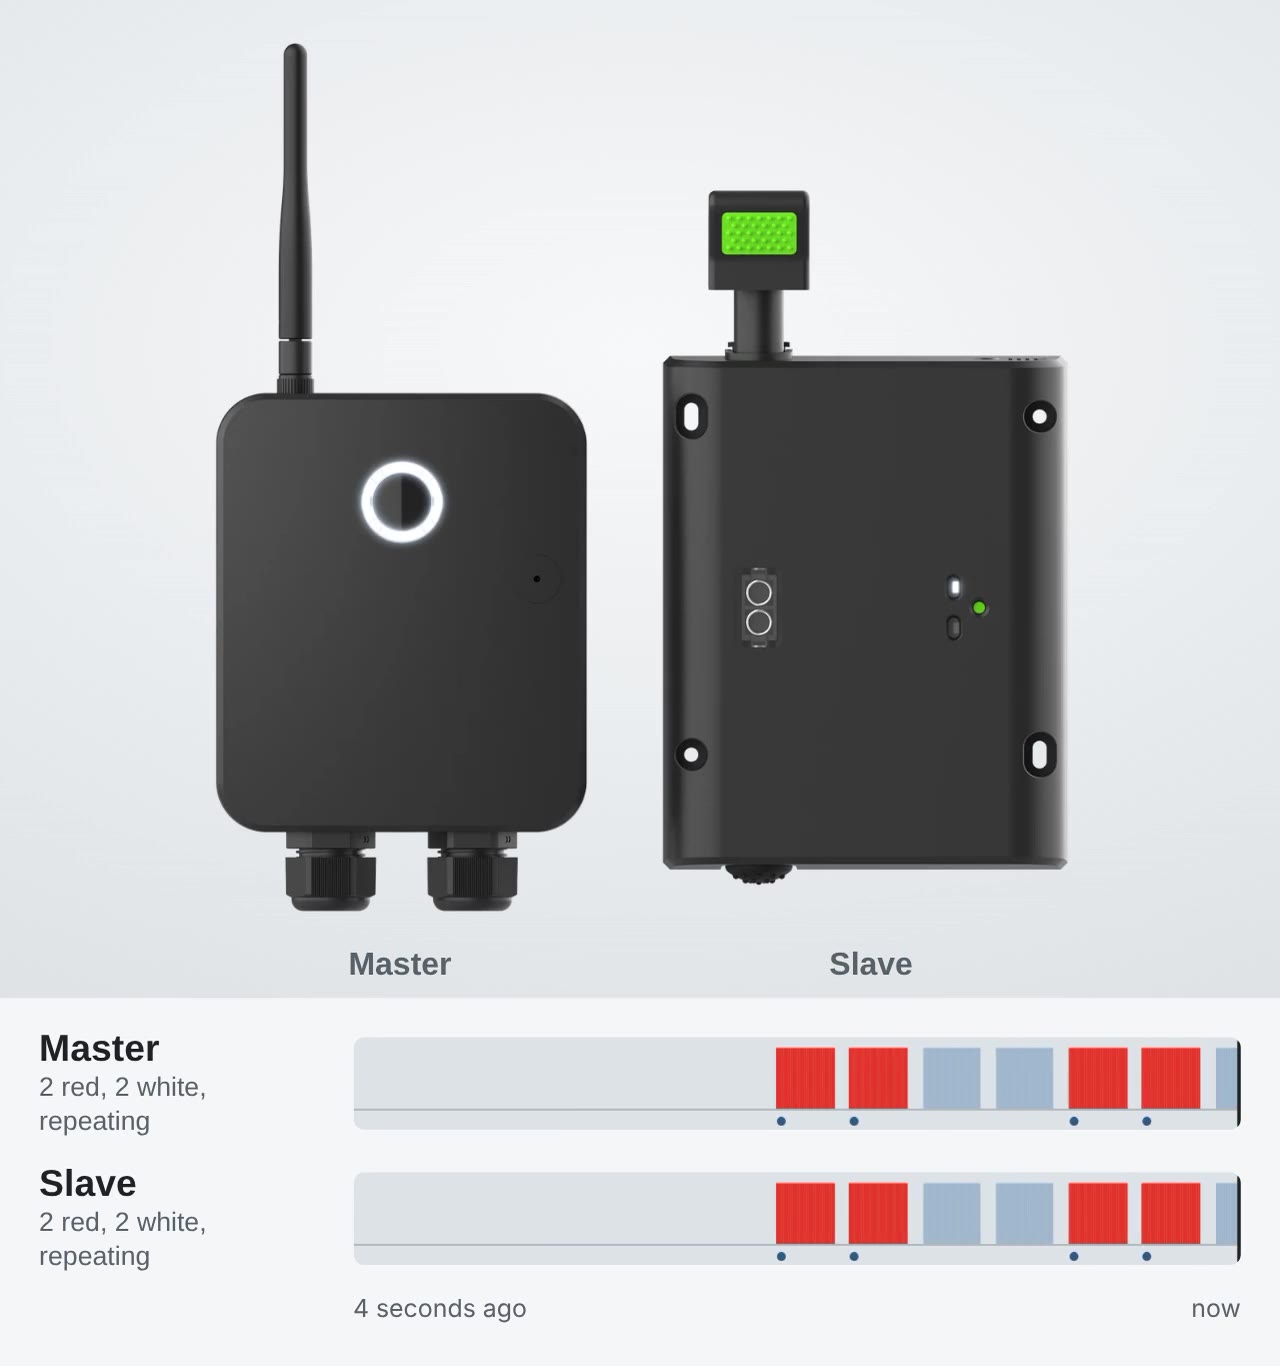 Master
Slave
Master
2 red, 2 white,
repeating
Slave
2 red, 2 white,
repeating
4 seconds ago
now